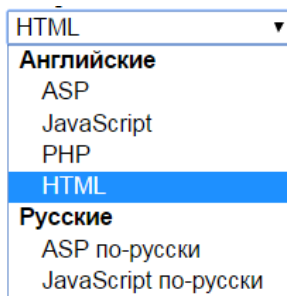 HTML
Английские
ASP
JavaScript
PHP
HTML
Русские
ASP по-русски
JavaScript по-русски